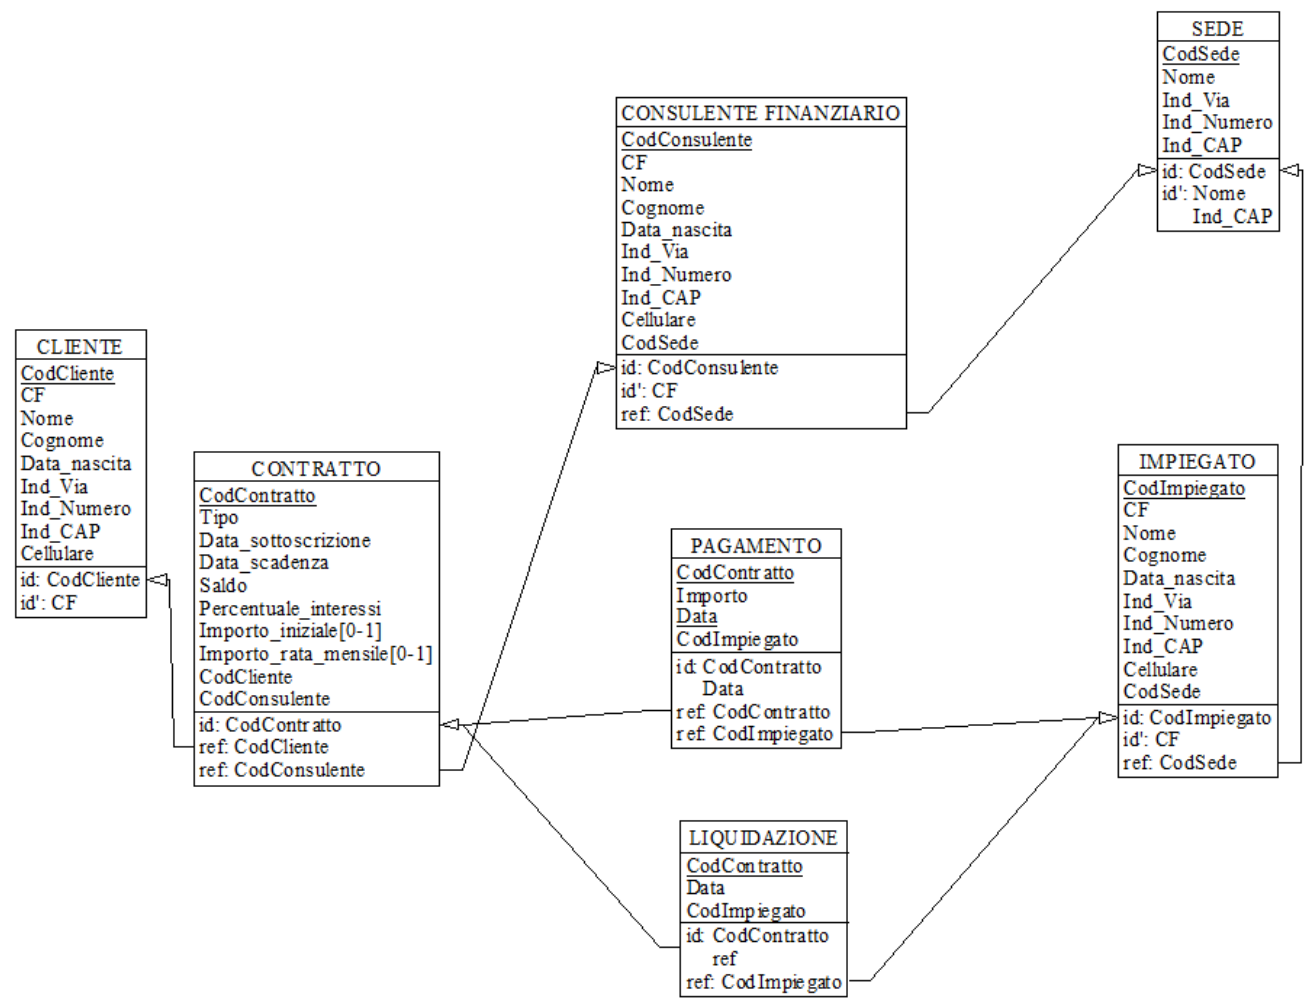 SEDE
CodSede
Nome
Ind_Via
Ind_Numero
Ind_CAP
id: CodSede
id': Nome
Ind_CAP
CONSULENTE FINANZIARIO
CodConsulente
CF
Nome
Cognome
Data_nascita
Ind_Via
Ind_Numero
Ind_CAP
Cellulare
CodSede
id: CodConsulente
id': CF
ref: CodSede
CLIENTE
CodCliente
CF
Nome
Cognome
Data_nascita
Ind_Via
Ind_Numero
Ind_CAP
Cellulare
id: CodCliente
id': CF
CONTRATTO
CodContratto
Tipo
Data_sottoscrizione
Data_scadenza
Saldo
Percentuale_interessi
Importo_iniziale[0-1]
Importo_rata_mensile[0-1]
CodCliente
CodConsulente
id: CodContratto
ref: CodCliente
ref: CodConsulente
PAGAMENTO
CodContratto
Importo
Data
CodImpiegato
id: CodContratto
Data
ref: CodContratto
ref: CodImpiegato
IMPIEGATO
CodImpiegato
CF
Nome
Cognome
Data_nascita
Ind_Via
Ind_Numero
Ind_CAP
Cellulare
CodSede
id: CodImpiegato
id': CF
ref: CodSede
LIQUIDAZIONE
CodContratto
Data
CodImpiegato
id: CodContratto
ref
ref: CodImpiegato